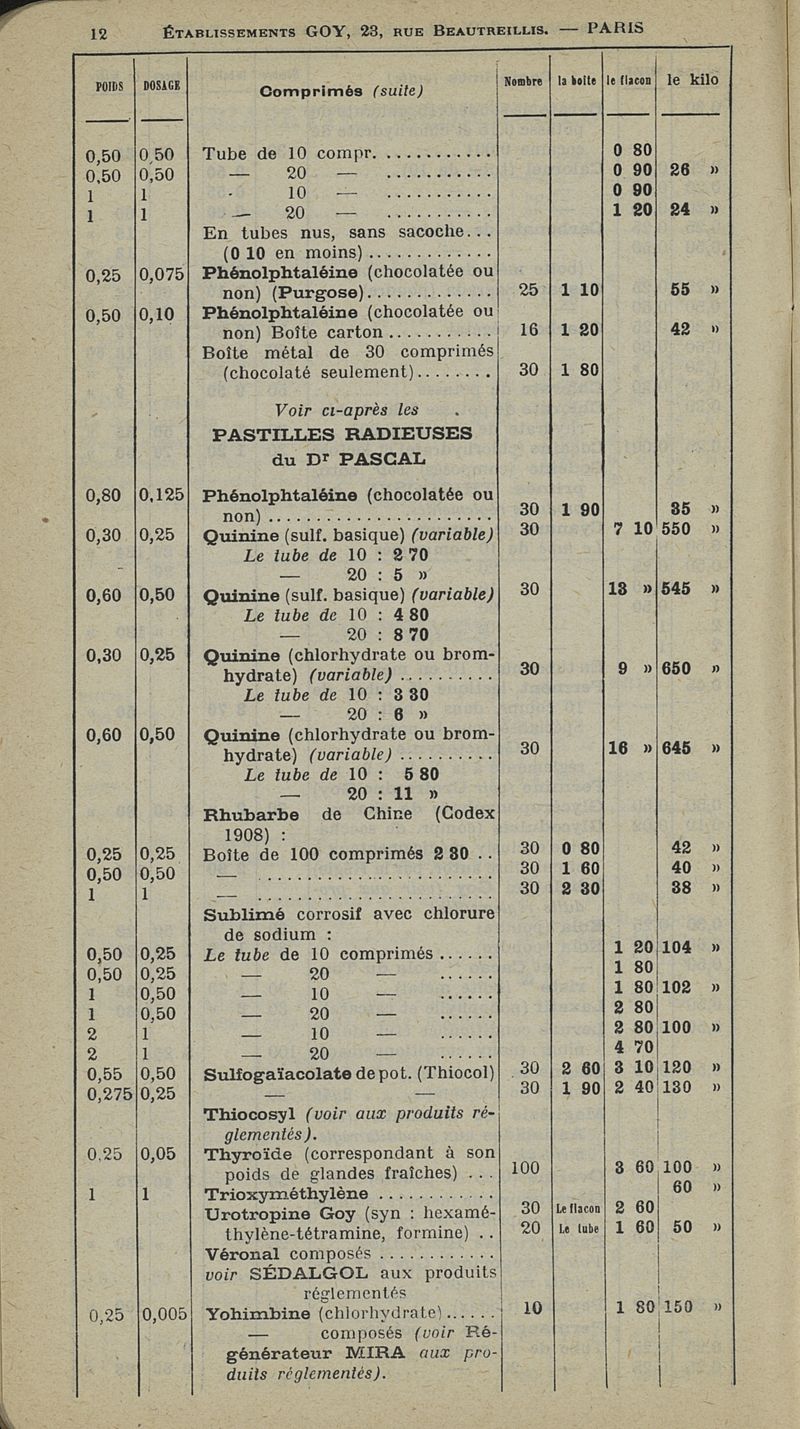 12 ÉTABLISSEMENTS GOY, 23, RUE BEAUTREILLIS. — PARIS
POIDS DOSAGE Comprimés (suite) Nombre la boîte le flacon le kilo
0,50 0,50 Tube de 10 compr. . . . . . . . . . . . . 0 80
0,50 0,50 — 20 — . . . . . . . . . . . 0 90 26 »
1 1 - 10 — . . . . . . . . . . . 0 90
1 1 — 20 — . . . . . . . . . . . 1 20 24 »
En tubes nus, sans sacoche. . .
(0 10 en moins) . . . . . . . . . . . . .
0,25 0,075 Phénolphtaléine (chocolatée ou
non) (Purgose). . . . . . . . . . . . . 25 1 10 55 »
0,50 0,10 Phénolphtaléine (chocolatée ou
non) Boîte carton . . . . . . . . . . . 16 1 20 42 »
Boîte métal de 30 comprimés
(chocolaté seulement) . . . . . . . . 30 1 80
Voir ci-après les
PASTILLES RADIEUSES
du Dr PASCAL
0,80 0,125 Phénolphtaléine (chocolatée ou
non) . . . . . . . . . . . . . . . . . . . . . . . 30 1 90 35 »
0,30 0,25 Quinine (sulf. basique) (variable) 30 7 10 550 »
Le tube de 10 : 2 70
— 20 : 5 »
0,60 0,50 Quinine (sulf. basique) (variable) 30 13 » 545 »
Le tube de 10 : 4 80
— 20 : 8 70
0,30 0,25 Quinine (chlorhydrate ou brom-
hydrate) (variable) . . . . . . . . . . 30 9 » 650 »
Le tube de 10 : 3 30
— 20 : 6 »
0,60 0,50 Quinine (chlorhydrate ou brom-
hydrate) (variable) . . . . . . . . . . 30 16 » 645 »
Le tube de 10 : 5 80
— 20 : 11 »
Rhubarbe de Chine (Codex
1908) :
0,25 0,25 Boîte de 100 comprimés 2 30 . . 30 0 80 42 »
0,50 0,50 — . . . . . . . . . . . . . . . . . . . . . . . . 30 1 60 40 »
1 1 — . . . . . . . . . . . . . . . . . . . . . . . . 30 2 30 38 »
Sublimé corrosif avec chlorure
de sodium :
0,50 0,25 Le tube de 10 comprimés . . . . . . 1 20 104 »
0,50 0,25 — 20 — . . . . . . 1 80
1 0,50 — 10 — . . . . . . 1 80 102 »
1 0,50 — 20 — . . . . . . 2 80
2 1 — 10 — . . . . . . 2 80 100 »
2 1 — 20 — . . . . . . 4 70
0,55 0,50 Sulfogaïacolate de pot. (Thiocol) 30 2 60 3 10 120 »
0,275 0,25 — — 30 1 90 2 40 130 »
Thiocosyl (voir aux produits ré-
glementés).
0,25 0,05 Thyroïde (correspondant à son
poids de glandes fraîches) . . . 100 3 60 100 »
1 1 Trioxyméthylène . . . . . . . . . . . . 60 »
Urotropine Goy (syn : hexamé- 30 Le flacon 2 60
thylène-tétramine, formine) . . 20 Le tube 1 60 50 »
Véronal composés . . . . . . . . . . . .
voir SÉDALGOL aux produits
réglementés
0,25 0,005 Yohimbine (chlorhydrate) . . . . . . 10 1 80 150 »
— composés (voir Ré-
générateur MIRA aux pro-
duits réglementés).